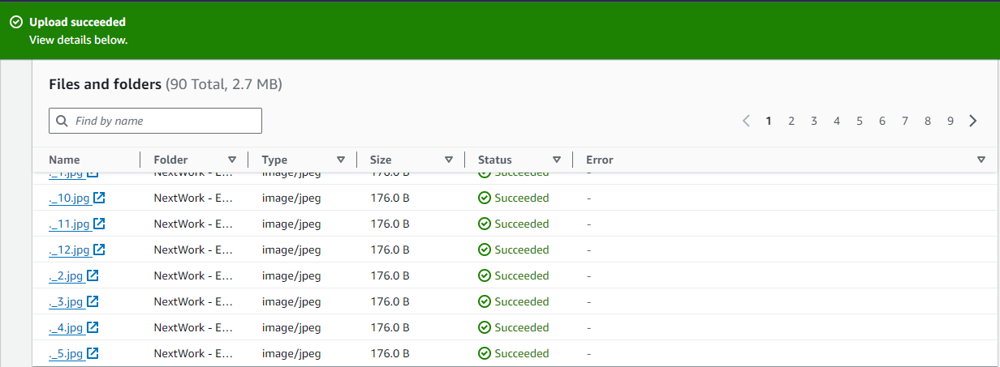 Upload succeeded
View details below.
Files and folders (90 Total, 2.7 MB)
Find by name
1 2 3 4 5 6 7 8 9
Name Folder Type Size Status Error
._1.jpg NextWork - E... image/jpeg 176.0 B Succeeded -
._10.jpg NextWork - E... image/jpeg 176.0 B Succeeded -
._11.jpg NextWork - E... image/jpeg 176.0 B Succeeded -
._12.jpg NextWork - E... image/jpeg 176.0 B Succeeded -
._2.jpg NextWork - E... image/jpeg 176.0 B Succeeded -
._3.jpg NextWork - E... image/jpeg 176.0 B Succeeded -
._4.jpg NextWork - E... image/jpeg 176.0 B Succeeded -
._5.jpg NextWork - E... image/jpeg 176.0 B Succeeded -